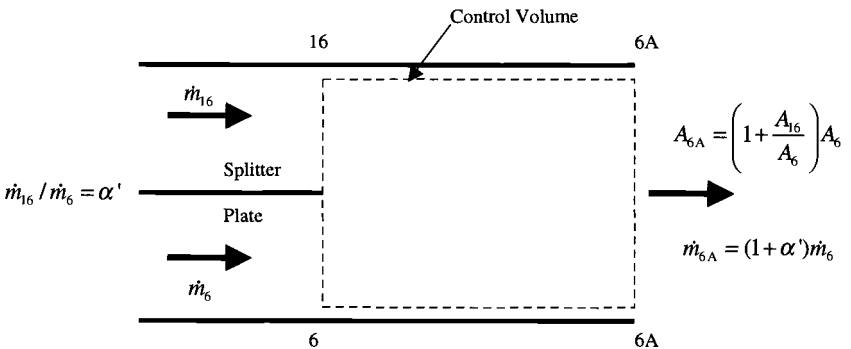 Control Volume
16
6A
ṁ₁₆
A₆A = (1 + A₁₆/A₆) A₆
Splitter
ṁ₁₆ / ṁ₆ = α'
Plate
ṁ₆A = (1 + α')ṁ₆
ṁ₆
6
6A